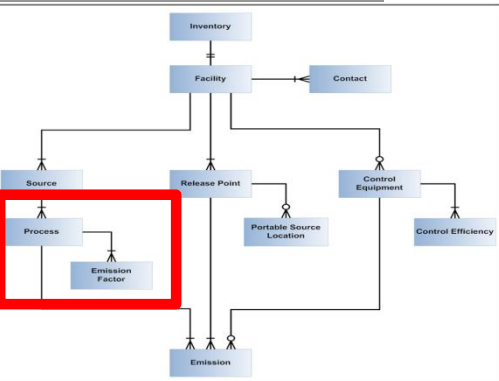 Inventory
Facility
Contact
Source
Release Point
Control
Equipment
Process
Portable Source
Location
Control Efficiency
Emission
Factor
Emission